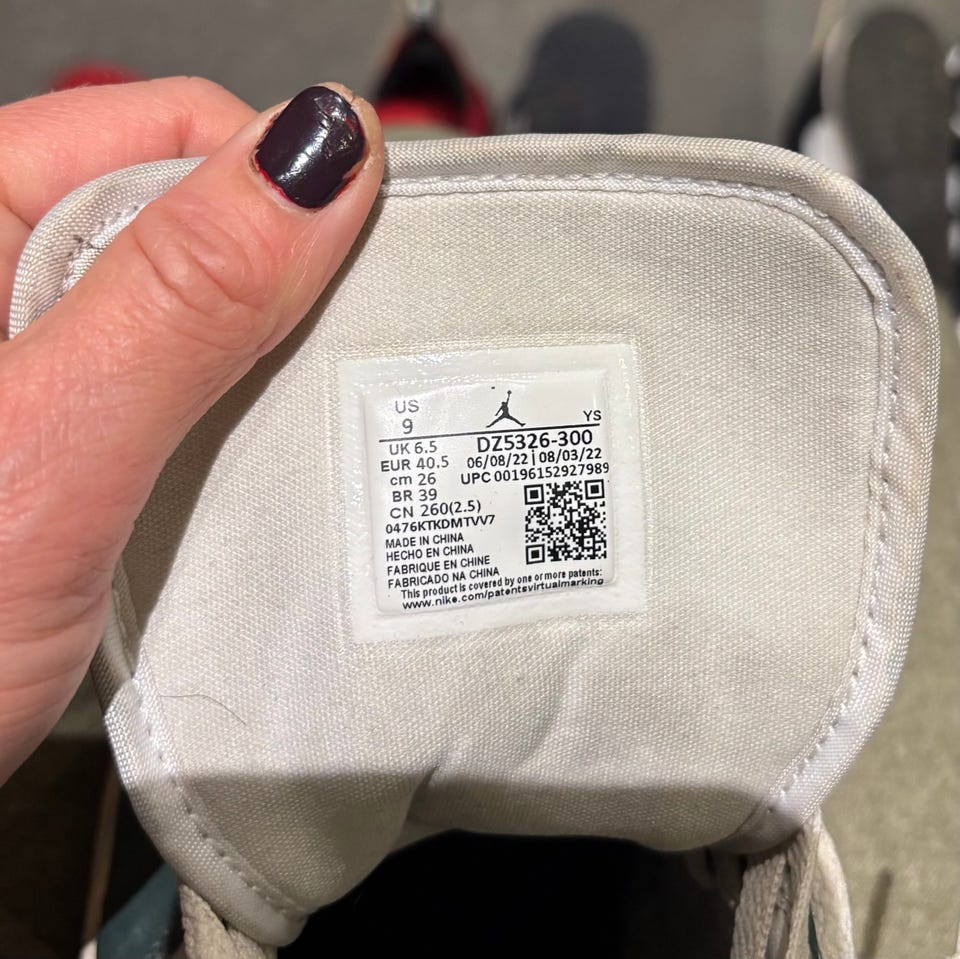 US
9
YS
UK 6.5
DZ5326-300
EUR 40.5
06/08/22 | 08/03/22
cm 26
UPC 00196152927989
BR 39
CN 260(2.5)
0476KTKDMTVV7
MADE IN CHINA
HECHO EN CHINA
FABRIQUE EN CHINE
FABRICADO NA CHINA
This product is covered by one or more patents:
www.nike.com/patentsvirtualmarking